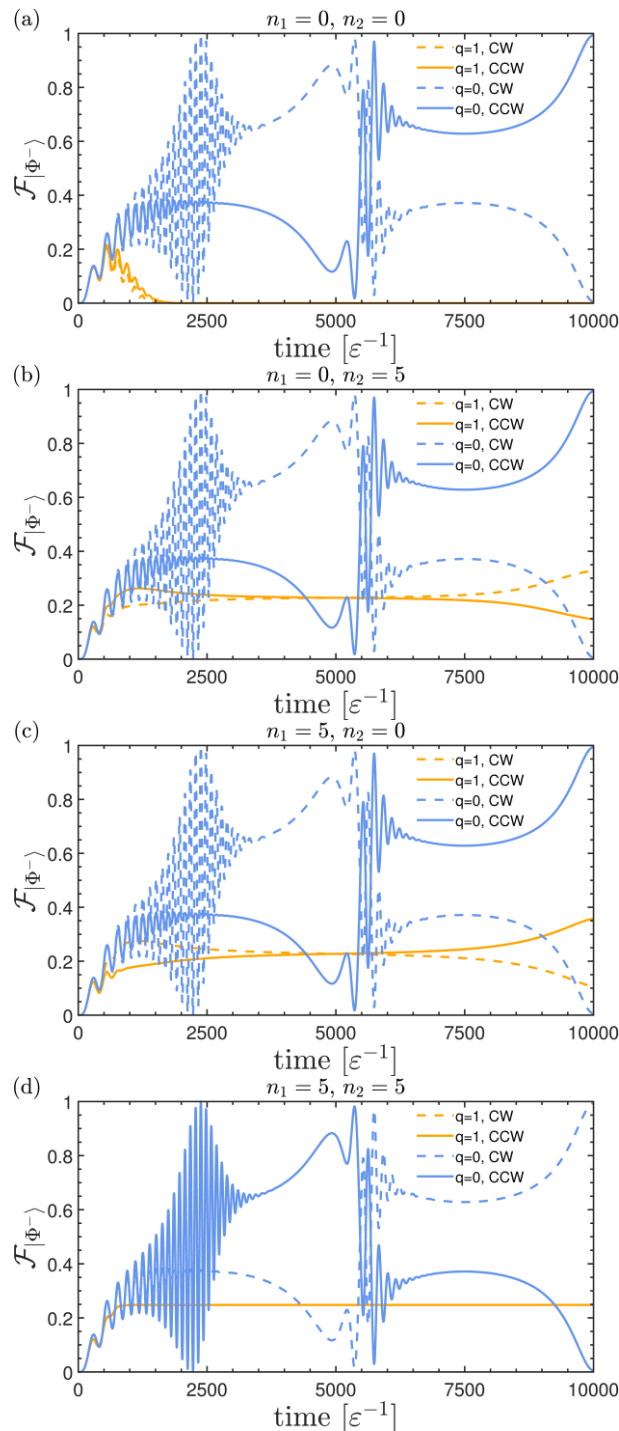 (a)
n₁ = 0, n₂ = 0
1
0.8
0.6
0.4
0.2
0
ℱ|Φ⁻⟩
q=1, CW
q=1, CCW
q=0, CW
q=0, CCW
0 2500 5000 7500 10000
time [ε⁻¹]
(b)
n₁ = 0, n₂ = 5
1
0.8
0.6
0.4
0.2
0
ℱ|Φ⁻⟩
q=1, CW
q=1, CCW
q=0, CW
q=0, CCW
0 2500 5000 7500 10000
time [ε⁻¹]
(c)
n₁ = 5, n₂ = 0
1
0.8
0.6
0.4
0.2
0
ℱ|Φ⁻⟩
q=1, CW
q=1, CCW
q=0, CW
q=0, CCW
0 2500 5000 7500 10000
time [ε⁻¹]
(d)
n₁ = 5, n₂ = 5
1
0.8
0.6
0.4
0.2
0
ℱ|Φ⁻⟩
q=1, CW
q=1, CCW
q=0, CW
q=0, CCW
0 2500 5000 7500 10000
time [ε⁻¹]